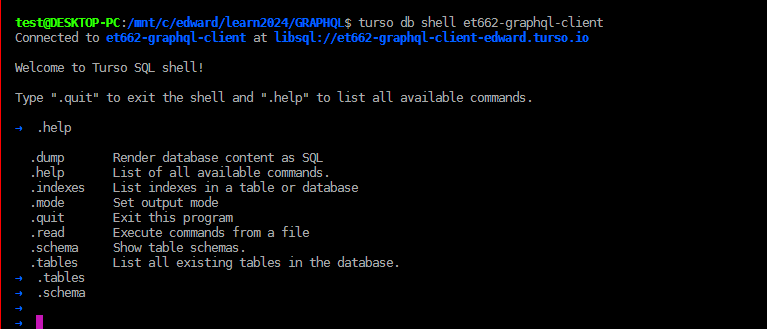 test@DESKTOP-PC:/mnt/c/edward/learn2024/GRAPHQL$ turso db shell et662-graphql-client
Connected to et662-graphql-client at libsql://et662-graphql-client-edward.turso.io
Welcome to Turso SQL shell!
Type ".quit" to exit the shell and ".help" to list all available commands.
→ .help
.dump Render database content as SQL
.help List of all available commands.
.indexes List indexes in a table or database
.mode Set output mode
.quit Exit this program
.read Execute commands from a file
.schema Show table schemas.
.tables List all existing tables in the database.
→ .tables
→ .schema
→
→